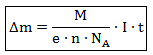 Δm = M / (e · n · N_A) · I · t